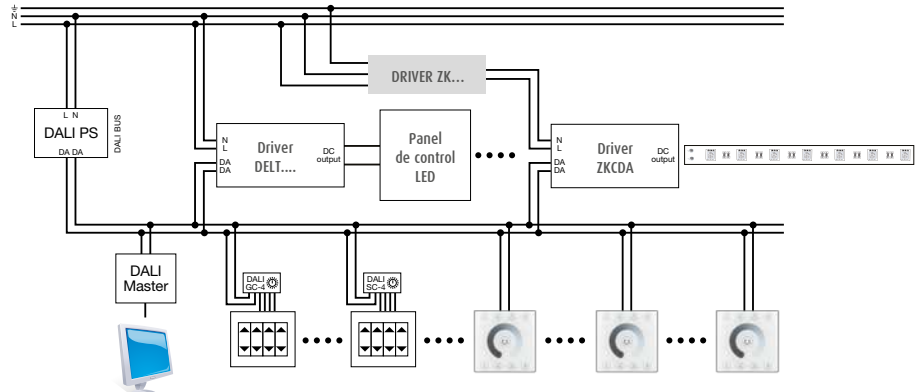 N
L
DRIVER ZK...
L N
DALI PS
DA DA
DALI BUS
N
L
DA
DA
Driver
DELT....
DC
output
Panel
de control
LED
N
L
DA
DA
Driver
ZKCDA
DC
output
DALI
Master
DALI
GC-4
DALI
SC-4